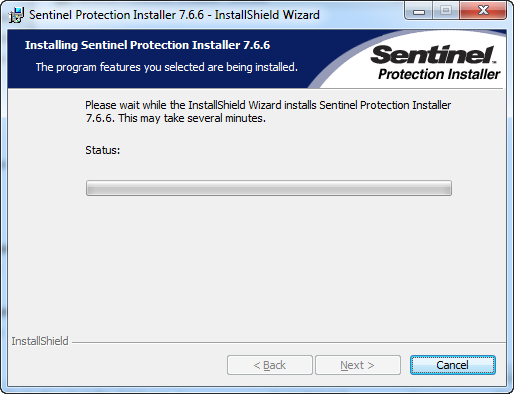 Sentinel Protection Installer 7.6.6 - InstallShield Wizard
Installing Sentinel Protection Installer 7.6.6
The program features you selected are being installed.
Sentinel™
Protection Installer
Please wait while the InstallShield Wizard installs Sentinel Protection Installer
7.6.6. This may take several minutes.
Status:
InstallShield
< Back
Next >
Cancel